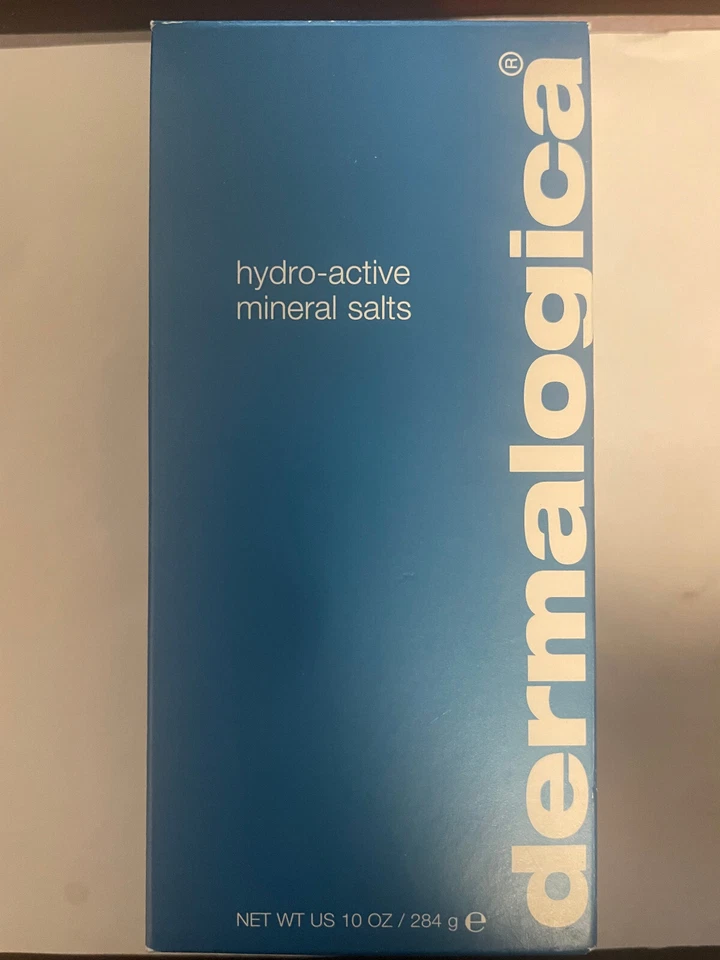 hydro-active
mineral salts
dermalogica®
NET WT US 10 OZ / 284 g ℮